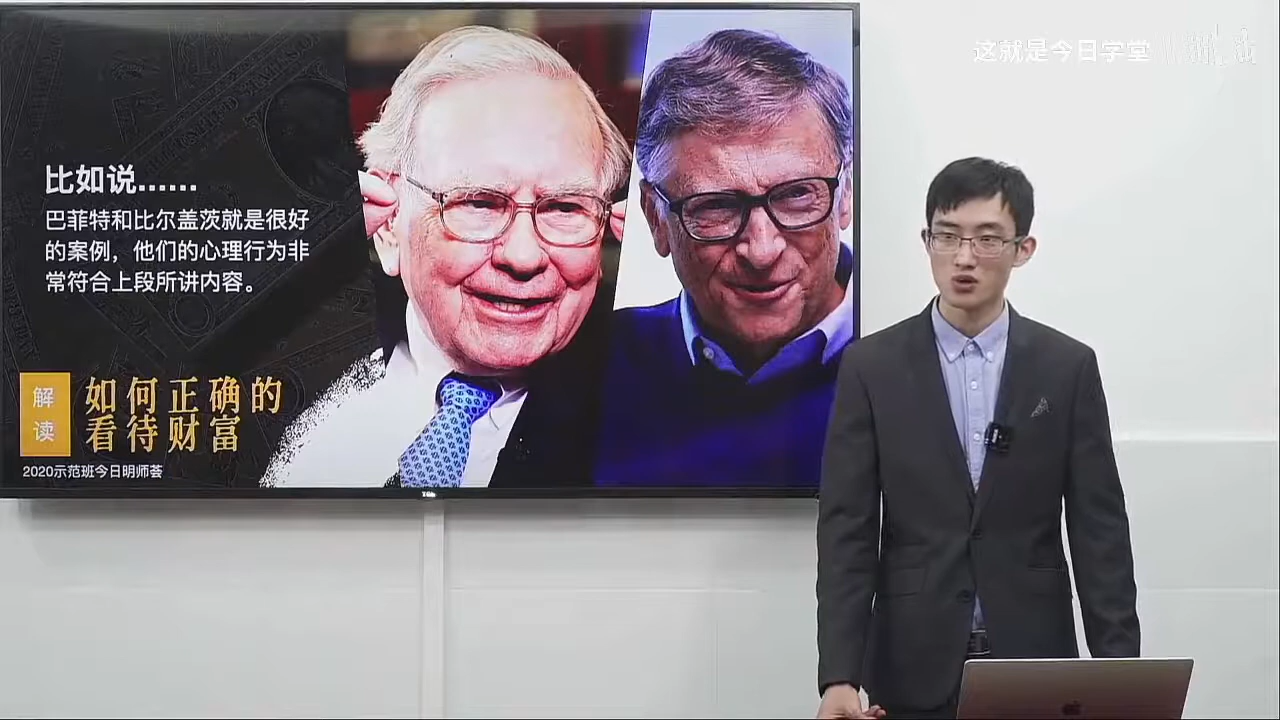 这就是今日学堂
比如说......
巴菲特和比尔盖茨就是很好
的案例，他们的心理行为非
常符合上段所讲内容。
解
读
如何正确的
看待财富
2020示范班今日明师荟